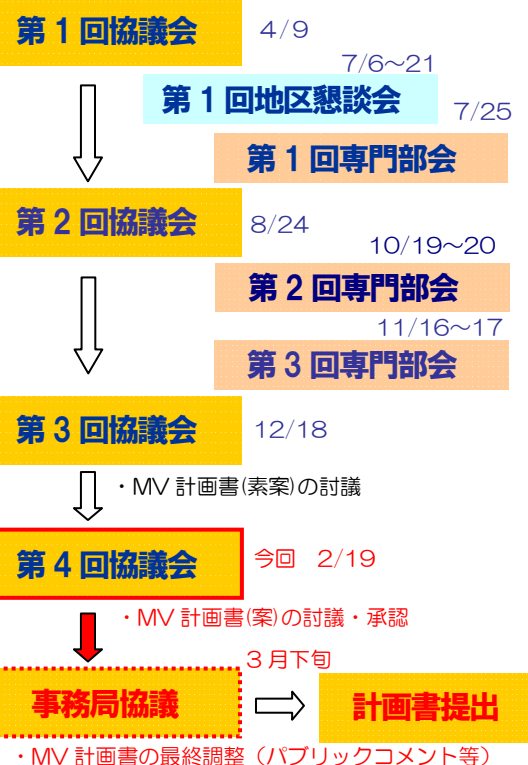 第1回協議会 4/9
7/6～21
第1回地区懇談会 7/25
第1回専門部会
第2回協議会 8/24
10/19～20
第2回専門部会
11/16～17
第3回専門部会
第3回協議会 12/18
・MV計画書(素案)の討議
第4回協議会 今回 2/19
・MV計画書(案)の討議・承認
3月下旬
事務局協議 計画書提出
・MV計画書の最終調整（パブリックコメント等）